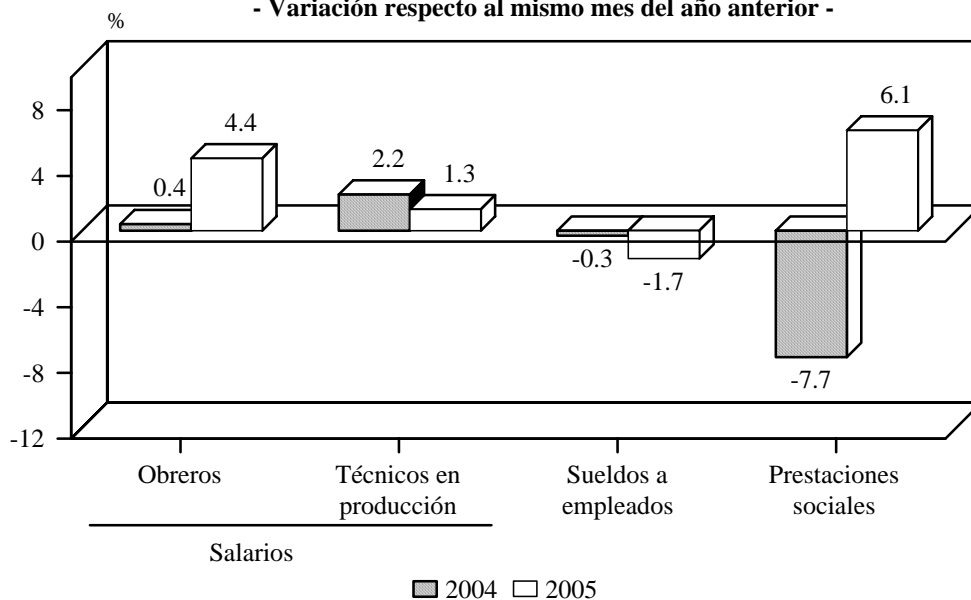 - Variación respecto al mismo mes del año anterior -
%
8
4
0
-4
-8
-12
0.4
4.4
2.2
1.3
-0.3
-1.7
-7.7
6.1
Obreros
Técnicos en
producción
Sueldos a
empleados
Prestaciones
sociales
Salarios
2004 2005